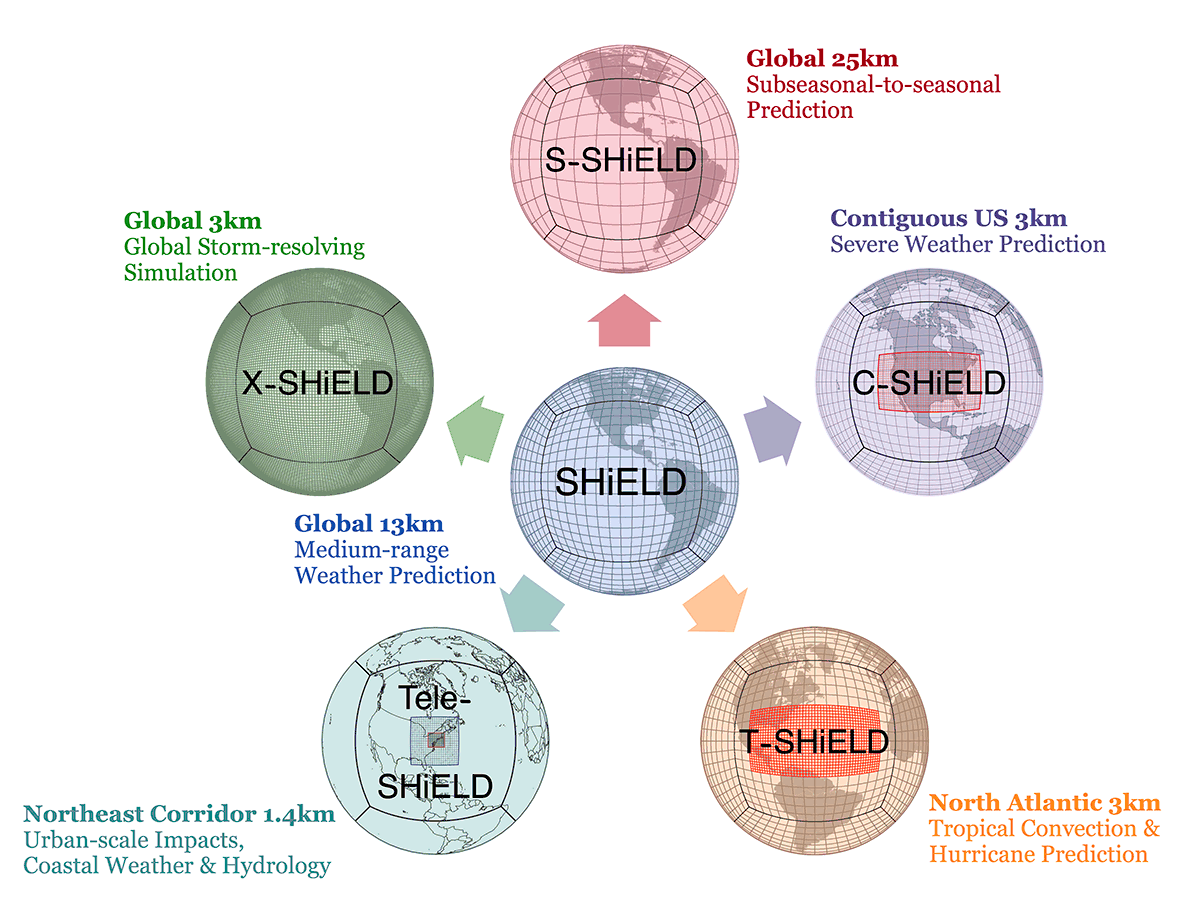 Global 25km
Subseasonal-to-seasonal
Prediction
S-SHiELD
Global 3km
Global Storm-resolving
Simulation
X-SHiELD
Contiguous US 3km
Severe Weather Prediction
C-SHiELD
SHiELD
Global 13km
Medium-range
Weather Prediction
Tele-
SHiELD
Northeast Corridor 1.4km
Urban-scale Impacts,
Coastal Weather & Hydrology
T-SHiELD
North Atlantic 3km
Tropical Convection &
Hurricane Prediction